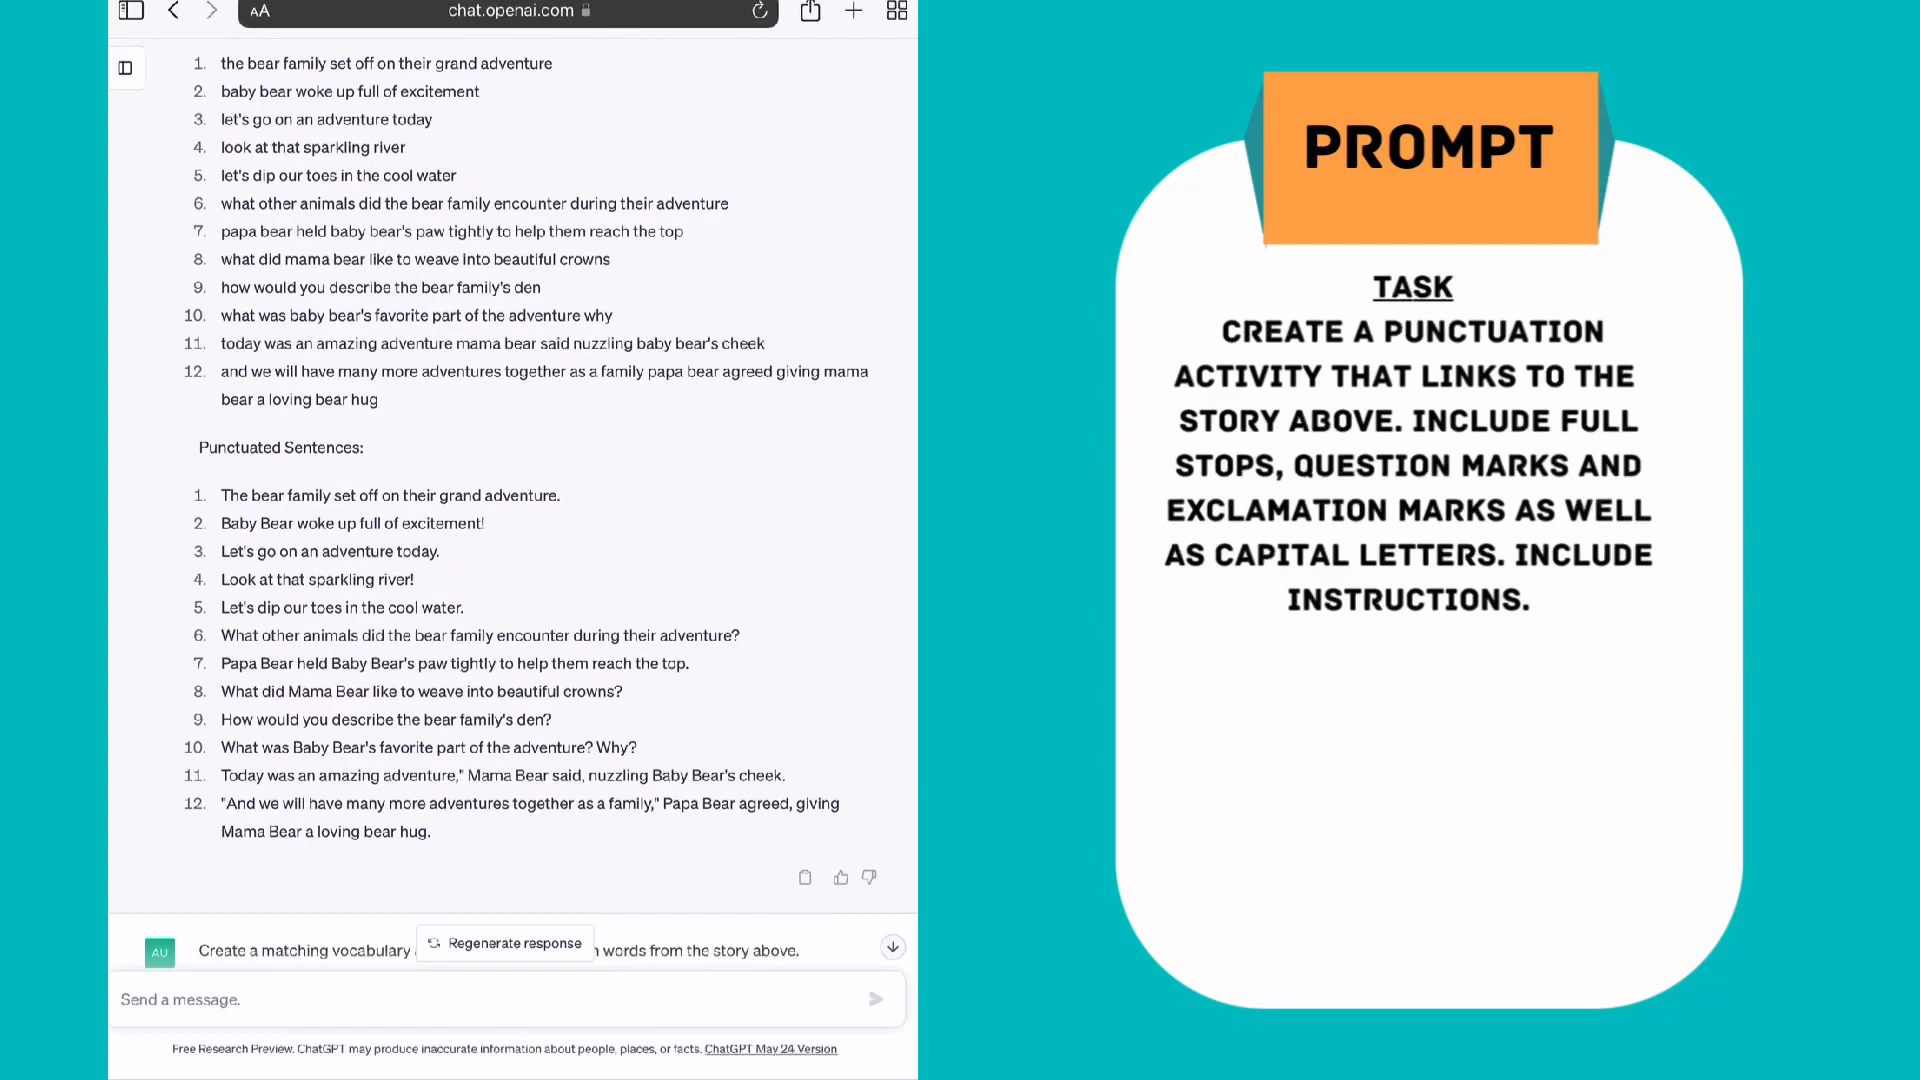 AA
chat.openai.com
1. the bear family set off on their grand adventure
2. baby bear woke up full of excitement
3. let's go on an adventure today
4. look at that sparkling river
5. let's dip our toes in the cool water
6. what other animals did the bear family encounter during their adventure
7. papa bear held baby bear's paw tightly to help them reach the top
8. what did mama bear like to weave into beautiful crowns
9. how would you describe the bear family's den
10. what was baby bear's favorite part of the adventure why
11. today was an amazing adventure mama bear said nuzzling baby bear's cheek
12. and we will have many more adventures together as a family papa bear agreed giving mama
bear a loving bear hug
Punctuated Sentences:
1. The bear family set off on their grand adventure.
2. Baby Bear woke up full of excitement!
3. Let's go on an adventure today.
4. Look at that sparkling river!
5. Let's dip our toes in the cool water.
6. What other animals did the bear family encounter during their adventure?
7. Papa Bear held Baby Bear's paw tightly to help them reach the top.
8. What did Mama Bear like to weave into beautiful crowns?
9. How would you describe the bear family's den?
10. What was Baby Bear's favorite part of the adventure? Why?
11. Today was an amazing adventure," Mama Bear said, nuzzling Baby Bear's cheek.
12. "And we will have many more adventures together as a family," Papa Bear agreed, giving
Mama Bear a loving bear hug.
AU
Create a matching vocabulary
Regenerate response
words from the story above.
Send a message.
Free Research Preview. ChatGPT may produce inaccurate information about people, places, or facts. ChatGPT May 24 Version
PROMPT
TASK
CREATE A PUNCTUATION
ACTIVITY THAT LINKS TO THE
STORY ABOVE. INCLUDE FULL
STOPS, QUESTION MARKS AND
EXCLAMATION MARKS AS WELL
AS CAPITAL LETTERS. INCLUDE
INSTRUCTIONS.